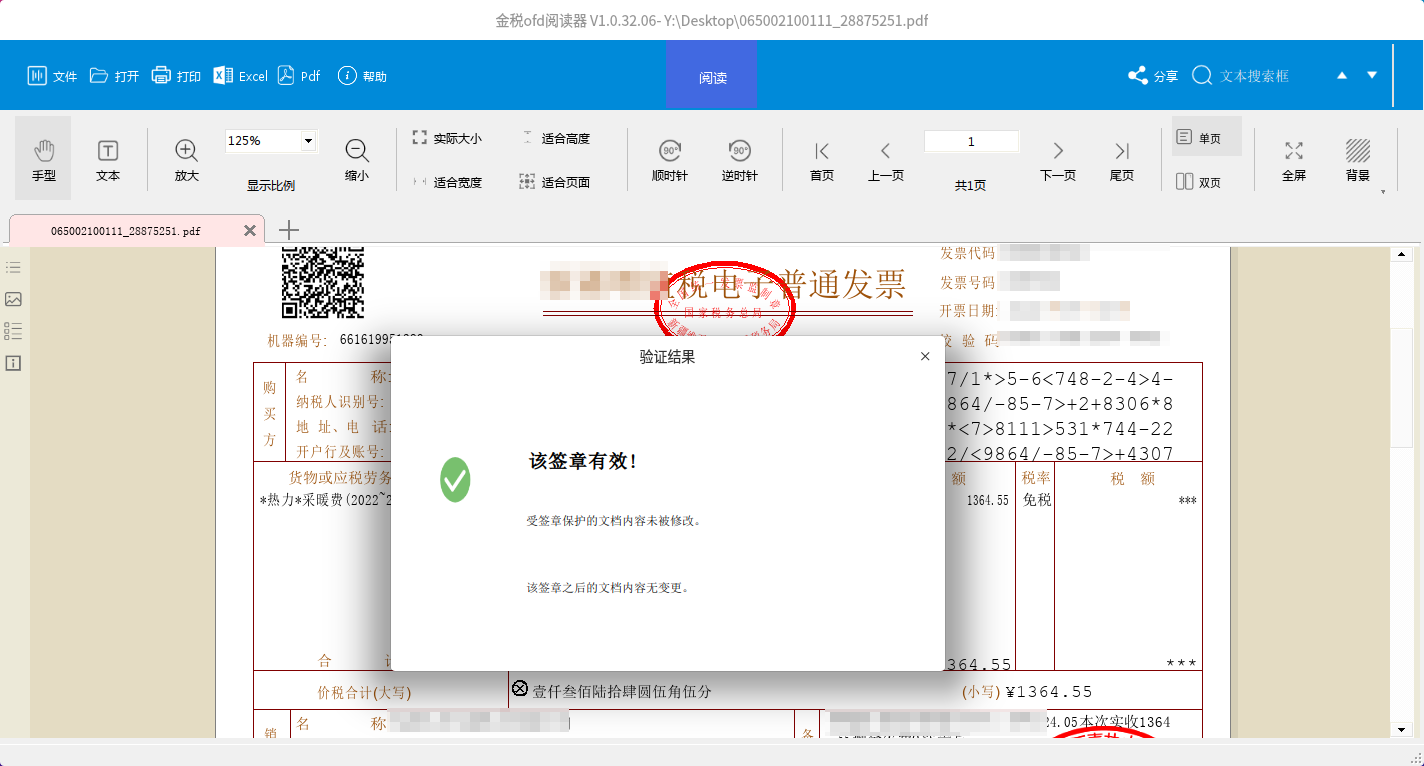 金税ofd阅读器 V1.0.32.06- Y:\Desktop\065002100111_28875251.pdf
文件 打开 打印 Excel Pdf 帮助 阅读 分享 文本搜索框
手型 文本 放大 125% 显示比例 缩小 实际大小 适合高度 适合宽度 适合页面 顺时针 逆时针 首页 上一页 1 共1页 下一页 尾页 单页 双页 全屏 背景
065002100111_28875251.pdf
税电子普通发票
国家税务总局
发票代码
发票号码
开票日期:
校 验 码
机器编号:
购买方
名 称:
纳税人识别号:
地 址、电 话:
开户行及账号:
7/1*>5-6<748-2-4>4-
864/-85-7>+2+8306*8
*<7>8111>531*744-22
2/<9864/-85-7>+4307
验证结果
该签章有效!
受签章保护的文档内容未被修改。
该签章之后的文档内容无变更。
货物或应税劳务 额 税率 税 额
*热力*采暖费(2022~2 1364.55 免税 ***
合 364.55 ***
价税合计(大写) 壹仟叁佰陆拾肆圆伍角伍分 (小写) ¥1364.55
销 名 称 24.05本次实收1364